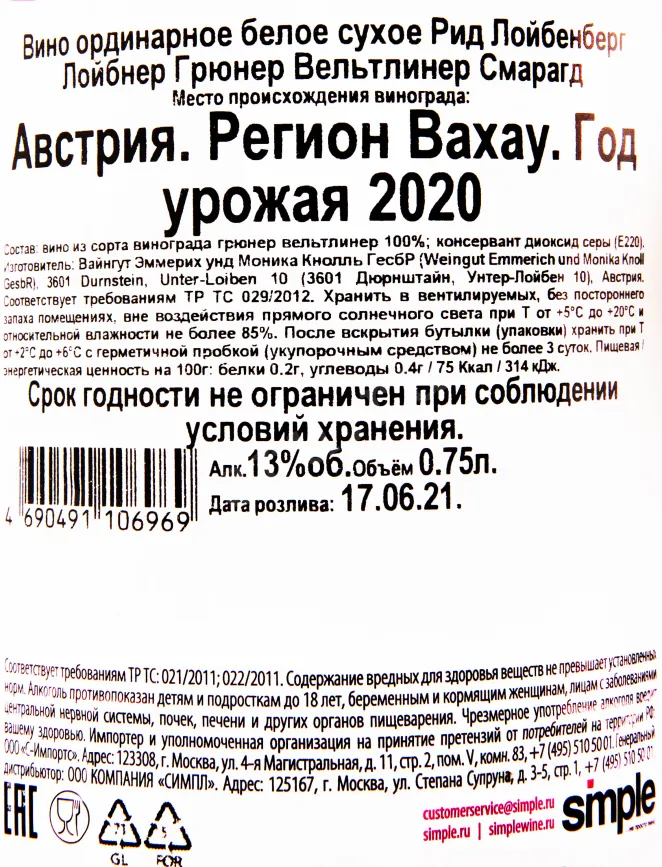 Вино ординарное белое сухое Рид Лойбенберг
Лойбнер Грюнер Вельтлинер Смарагд
Место происхождения винограда:
Австрия. Регион Вахау. Год
урожая 2020
Состав: вино из сорта винограда грюнер вельтлинер 100%; консервант диоксид серы (Е220).
Изготовитель: Вайнгут Эммерих унд Моника Кнолль ГесбР (Weingut Emmerich und Monika Knoll
GesbR), 3601 Durnstein, Unter-Loiben 10 (3601 Дюрнштайн, Унтер-Лойбен 10), Австрия.
Соответствует требованиям ТР ТС 029/2012. Хранить в вентилируемых, без постороннего
запаха помещениях, вне воздействия прямого солнечного света при Т от +5°С до +20°С и
относительной влажности не более 85%. После вскрытия бутылки (упаковки) хранить при Т
от +2°С до +6°С с герметичной пробкой (укупорочным средством) не более 3 суток. Пищевая /
энергетическая ценность на 100г: белки 0.2г, углеводы 0.4г / 75 Ккал / 314 кДж.
Срок годности не ограничен при соблюдении
условий хранения.
Алк.13%об.Объём 0.75л.
Дата розлива: 17.06.21.
4 690491 106969
Соответствует требованиям ТР ТС: 021/2011; 022/2011. Содержание вредных для здоровья веществ не превышает установленных
норм. Алкоголь противопоказан детям и подросткам до 18 лет, беременным и кормящим женщинам, лицам с заболеваниями
центральной нервной системы, почек, печени и других органов пищеварения. Чрезмерное употребление алкоголя вредит
вашему здоровью. Импортер и уполномоченная организация на принятие претензий от потребителей на территории РФ:
ООО «С-Импортс». Адрес: 123308, г. Москва, ул. 4-я Магистральная, д. 11, стр. 2, пом. V, комн. 83, +7 (495) 510 50 01. Генеральный
дистрибьютор: ООО КОМПАНИЯ «СИМПЛ». Адрес: 125167, г. Москва, ул. Степана Супруна, д. 3-5, стр. 1, +7 (495) 510 50 01
EAC
71
GL
5
FOR
customerservice@simple.ru
simple.ru | simplewine.ru
simple
не просто вино